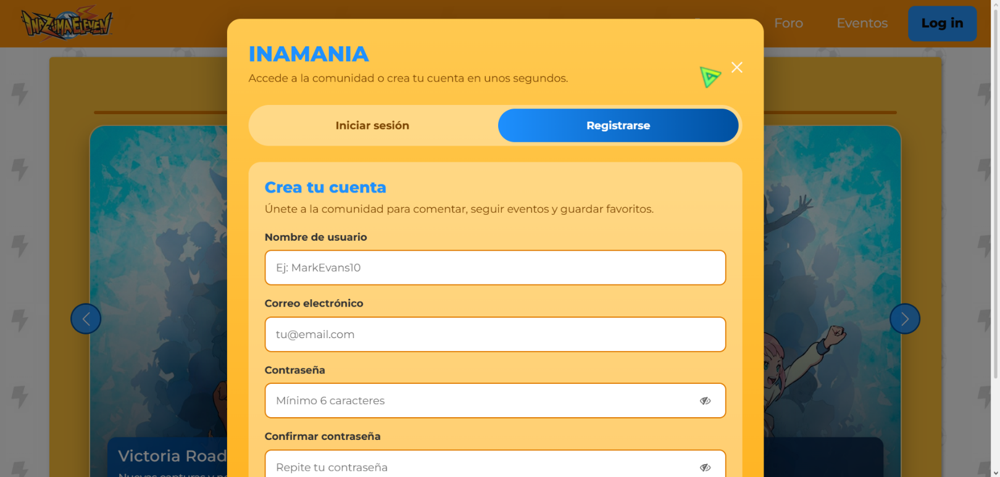 INAZUMA ELEVEN
Foro
Eventos
Log in
INAMANIA
Accede a la comunidad o crea tu cuenta en unos segundos.
Iniciar sesión
Registrarse
Crea tu cuenta
Únete a la comunidad para comentar, seguir eventos y guardar favoritos.
Nombre de usuario
Ej: MarkEvans10
Correo electrónico
tu@email.com
Contraseña
Mínimo 6 caracteres
Confirmar contraseña
Repite tu contraseña
Victoria Road
Nuevas capturas y